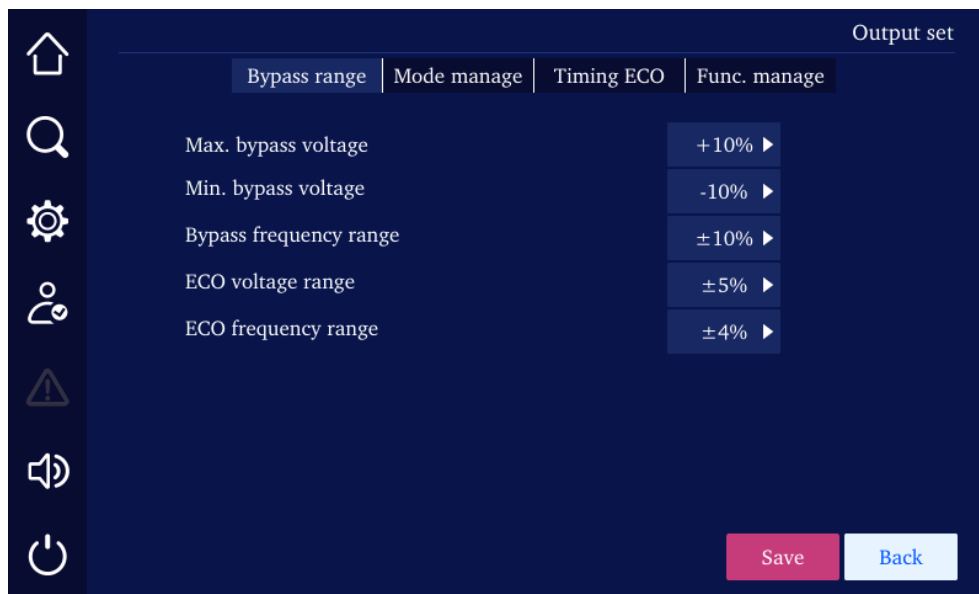 Output set
Bypass range Mode manage Timing ECO Func. manage
Max. bypass voltage +10%
Min. bypass voltage -10%
Bypass frequency range ±10%
ECO voltage range ±5%
ECO frequency range ±4%
Save Back